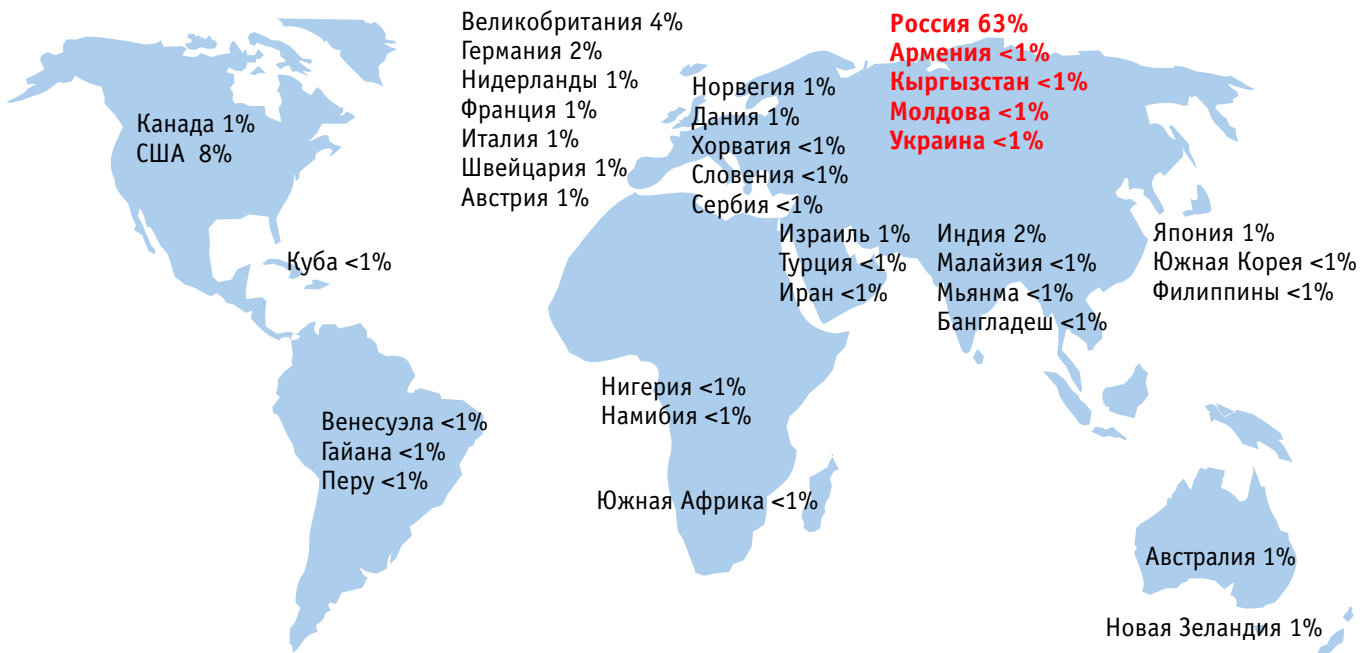 Великобритания 4%
Германия 2%
Нидерланды 1%
Франция 1%
Италия 1%
Швейцария 1%
Австрия 1%
Россия 63%
Армения <1%
Кыргызстан <1%
Молдова <1%
Украина <1%
Норвегия 1%
Дания 1%
Хорватия <1%
Словения <1%
Сербия <1%
Канада 1%
США 8%
Куба <1%
Израиль 1%
Турция <1%
Иран <1%
Индия 2%
Малайзия <1%
Мьянма <1%
Бангладеш <1%
Япония 1%
Южная Корея <1%
Филиппины <1%
Нигерия <1%
Намибия <1%
Венесуэла <1%
Гайана <1%
Перу <1%
Южная Африка <1%
Австралия 1%
Новая Зеландия 1%